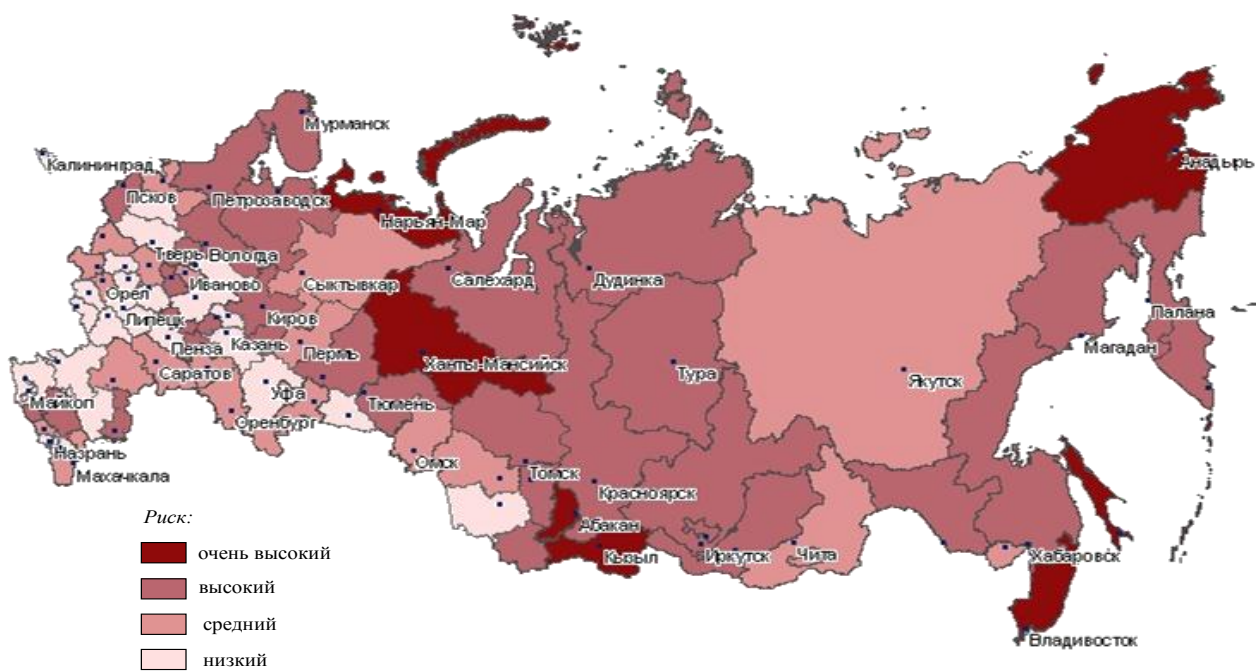 Мурманск
Калининград
Анадырь
Псков
Петрозаводск
Нарьян-Мар
Тверь
Вологда
Сыктывкар
Салехард
Дудинка
Орел
Иваново
Липецк
Киров
Палана
Магадан
Пенза
Казань
Пермь
Ханты-Мансийск
Тура
Якутск
Саратов
Майкоп
Уфа
Тюмень
Оренбург
Назрань
Омск
Томск
Махачкала
Красноярск
Абакан
Кызыл
Иркутск
Чита
Хабаровск
Владивосток
Риск:
очень высокий
высокий
средний
низкий